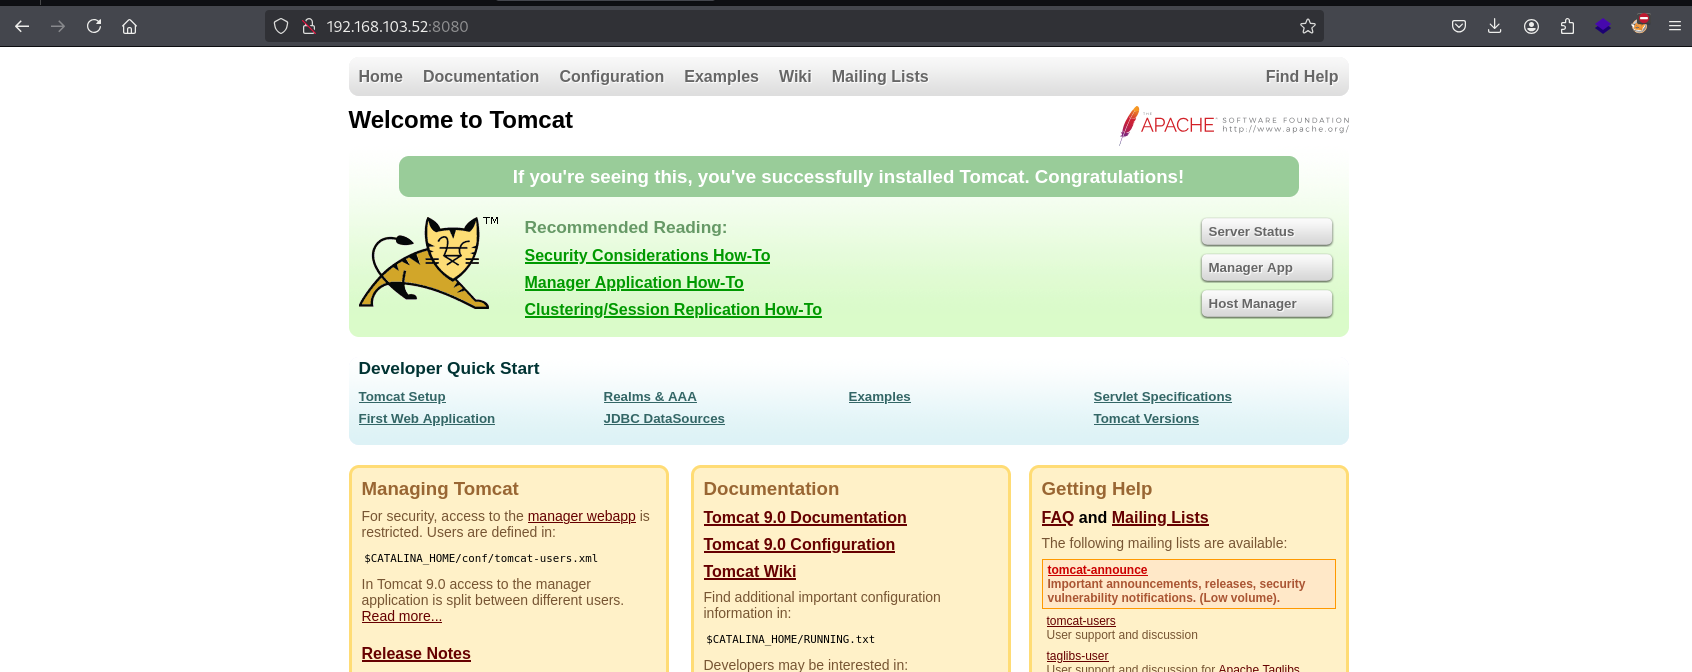 192.168.103.52:8080
Home Documentation Configuration Examples Wiki Mailing Lists Find Help
Welcome to Tomcat
THE APACHE SOFTWARE FOUNDATION
http://www.apache.org/
If you're seeing this, you've successfully installed Tomcat. Congratulations!
TM
Recommended Reading:
Security Considerations How-To
Manager Application How-To
Clustering/Session Replication How-To
Server Status
Manager App
Host Manager
Developer Quick Start
Tomcat Setup
First Web Application
Realms & AAA
JDBC DataSources
Examples
Servlet Specifications
Tomcat Versions
Managing Tomcat
For security, access to the manager webapp is
restricted. Users are defined in:
$CATALINA_HOME/conf/tomcat-users.xml
In Tomcat 9.0 access to the manager
application is split between different users.
Read more...
Release Notes
Documentation
Tomcat 9.0 Documentation
Tomcat 9.0 Configuration
Tomcat Wiki
Find additional important configuration
information in:
$CATALINA_HOME/RUNNING.txt
Developers may be interested in:
Getting Help
FAQ and Mailing Lists
The following mailing lists are available:
tomcat-announce
Important announcements, releases, security
vulnerability notifications. (Low volume).
tomcat-users
User support and discussion
taglibs-user
User support and discussion for Apache Taglibs